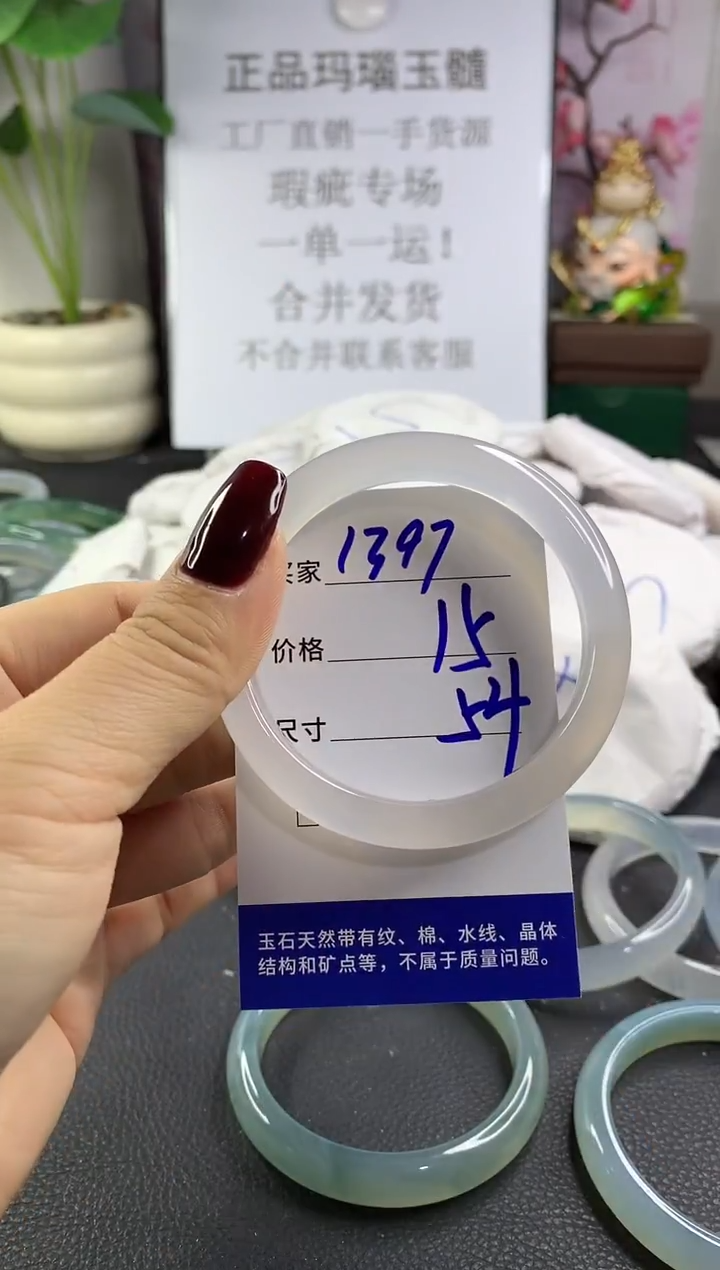 正品玛瑙玉髓
工厂直销一手货源
瑕疵专场
一单一运！
合并发货
不合并联系客服
买家 1397
价格 15
尺寸 54
玉石天然带有纹、棉、水线、晶体
结构和矿点等，不属于质量问题。